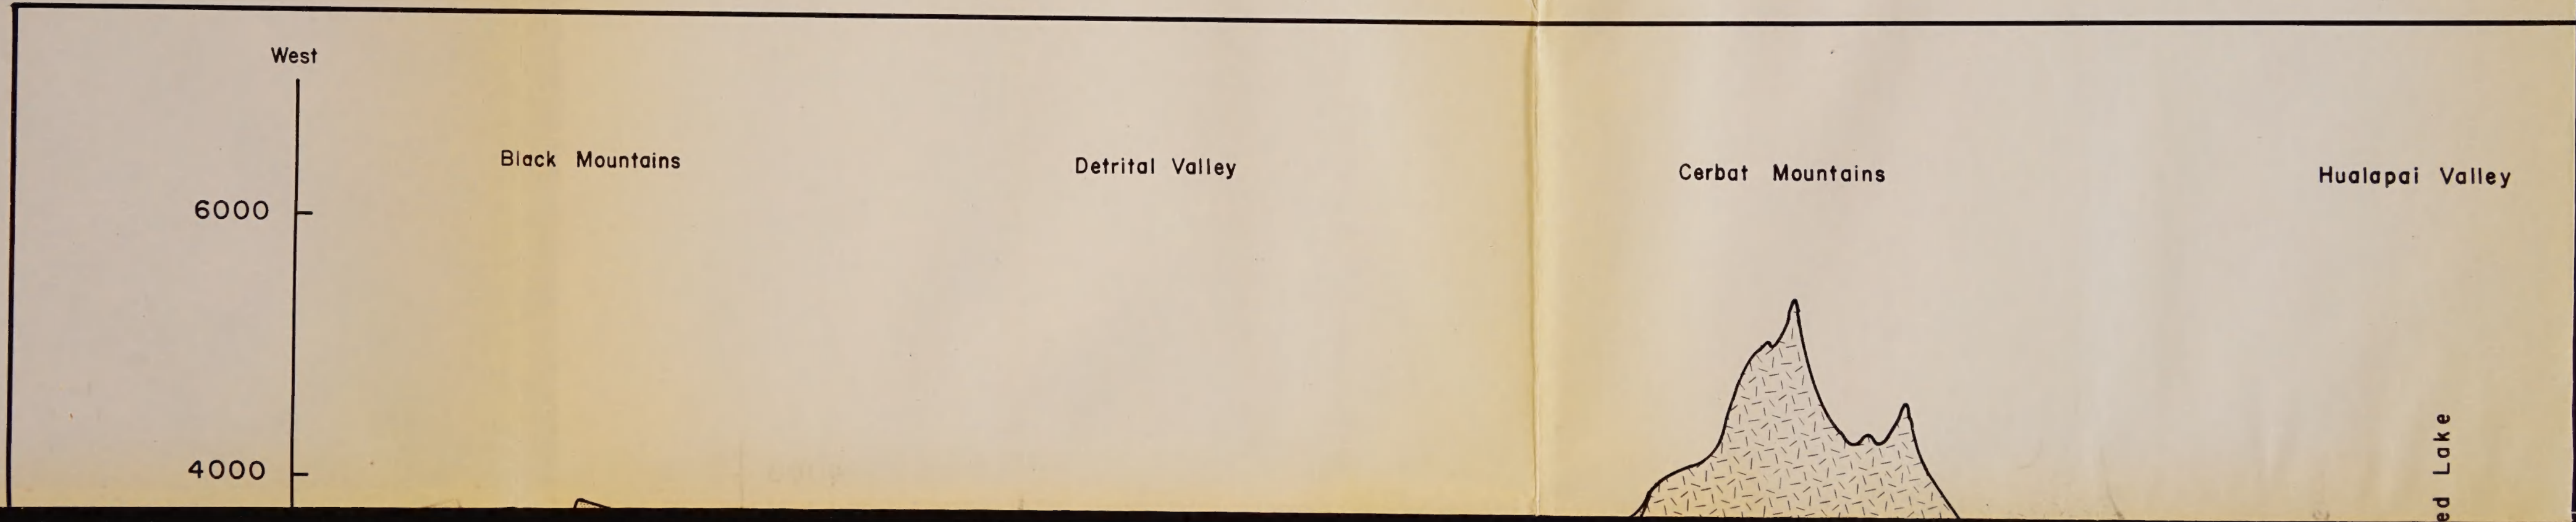 West
Black Mountains
Detrital Valley
Cerbat Mountains
Hualapai Valley
6000
4000
ed Lake